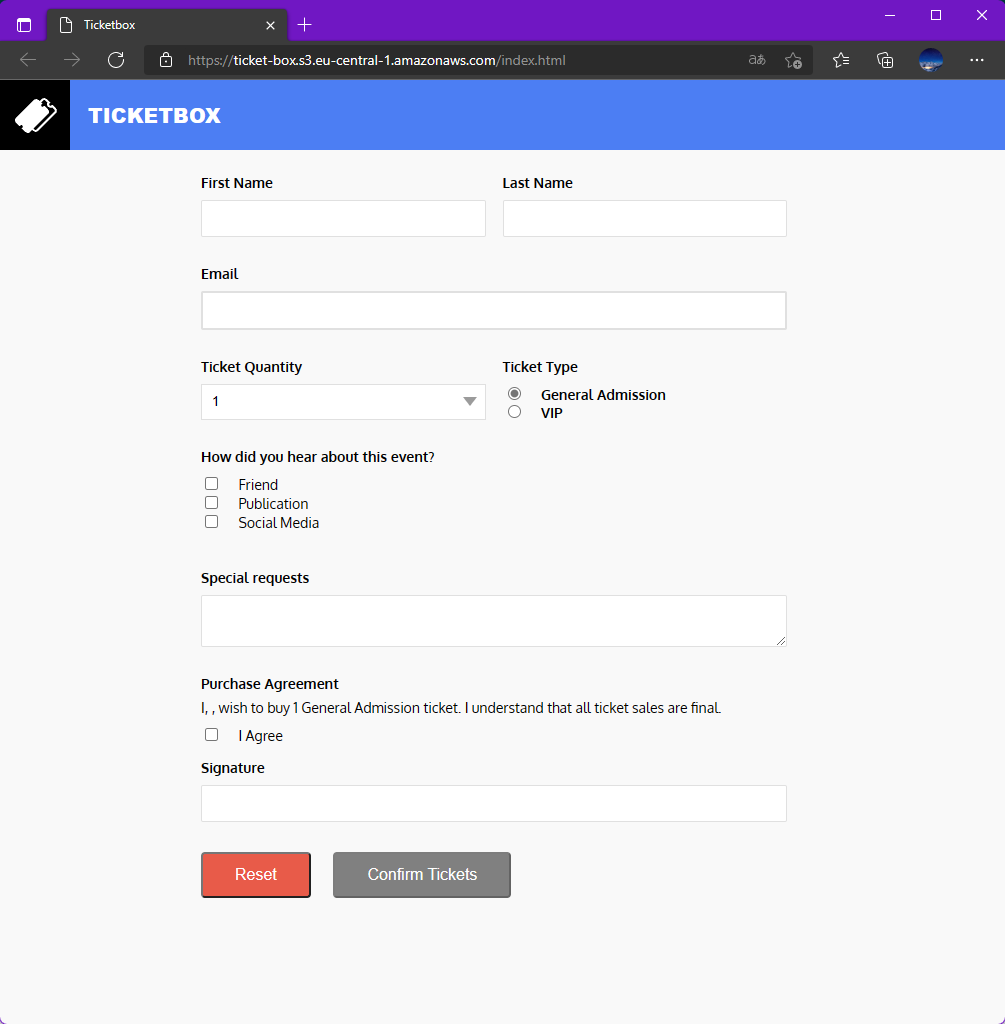 Ticketbox
https://ticket-box.s3.eu-central-1.amazonaws.com/index.html
TICKETBOX
First Name Last Name
Email
Ticket Quantity Ticket Type
1 General Admission
VIP
How did you hear about this event?
Friend
Publication
Social Media
Special requests
Purchase Agreement
I, , wish to buy 1 General Admission ticket. I understand that all ticket sales are final.
I Agree
Signature
Reset Confirm Tickets